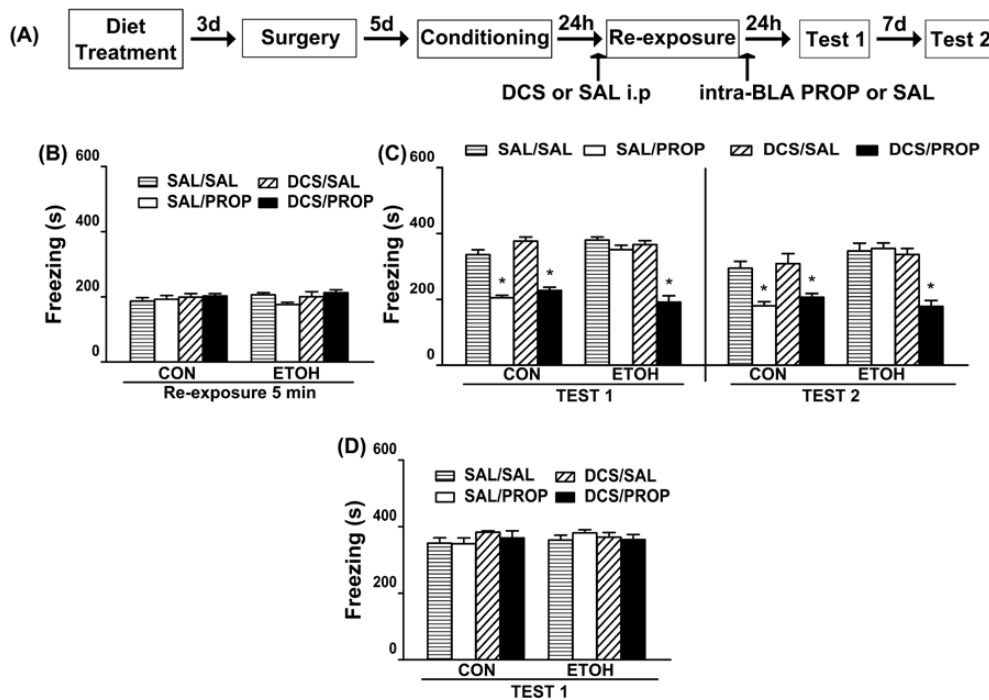 (A)
Diet Treatment 3d Surgery 5d Conditioning 24h Re-exposure 24h Test 1 7d Test 2
DCS or SAL i.p intra-BLA PROP or SAL
(B)
600
400
200
0
Freezing (s)
SAL/SAL DCS/SAL
SAL/PROP DCS/PROP
CON ETOH
Re-exposure 5 min
(C)
SAL/SAL SAL/PROP DCS/SAL DCS/PROP
600
400
200
0
Freezing (s)
* * * * * *
CON ETOH CON ETOH
TEST 1 TEST 2
(D)
600
400
200
0
Freezing (s)
SAL/SAL DCS/SAL
SAL/PROP DCS/PROP
CON ETOH
TEST 1